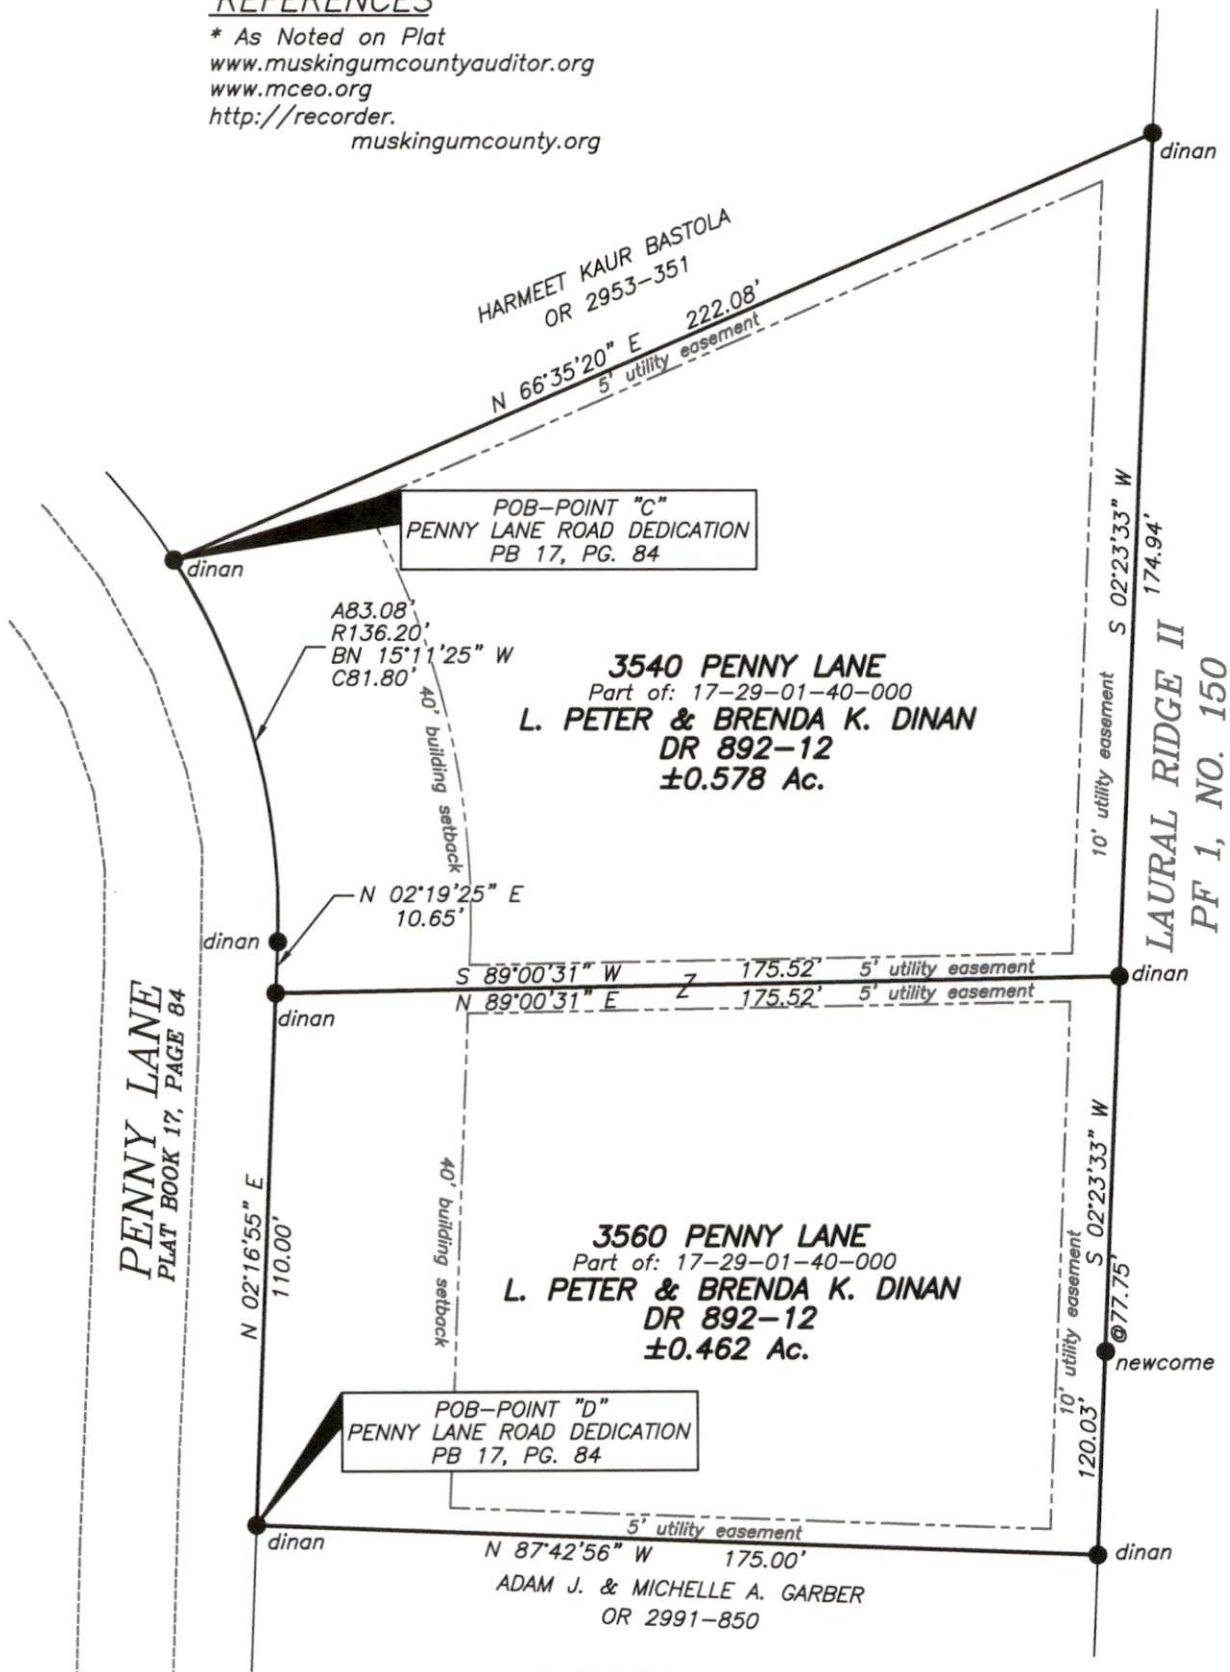 REFERENCES
* As Noted on Plat
www.muskingumcountyauditor.org
www.mceo.org
http://recorder.
muskingumcounty.org
dinan
HARMEET KAUR BASTOLA
OR 2953-351
N 66°35'20" E 222.08'
5' utility easement
POB-POINT "C"
PENNY LANE ROAD DEDICATION
PB 17, PG. 84
dinan
A83.08'
R136.20'
BN 15°11'25" W
C81.80'
40' building setback
3540 PENNY LANE
Part of: 17-29-01-40-000
L. PETER & BRENDA K. DINAN
DR 892-12
±0.578 Ac.
S 02°23'33" W
174.94'
10' utility easement
LAURAL RIDGE II
PF 1, NO. 150
N 02°19'25" E
10.65'
dinan
S 89°00'31" W 175.52' 5' utility easement
Z
N 89°00'31" E 175.52' 5' utility easement
dinan
dinan
PENNY LANE
PLAT BOOK 17, PAGE 84
N 02°16'55" E
110.00'
40' building setback
3560 PENNY LANE
Part of: 17-29-01-40-000
L. PETER & BRENDA K. DINAN
DR 892-12
±0.462 Ac.
S 02°23'33" W
10' utility easement
@77.75'
newcome
120.03'
POB-POINT "D"
PENNY LANE ROAD DEDICATION
PB 17, PG. 84
dinan
5' utility easement
N 87°42'56" W 175.00'
dinan
ADAM J. & MICHELLE A. GARBER
OR 2991-850